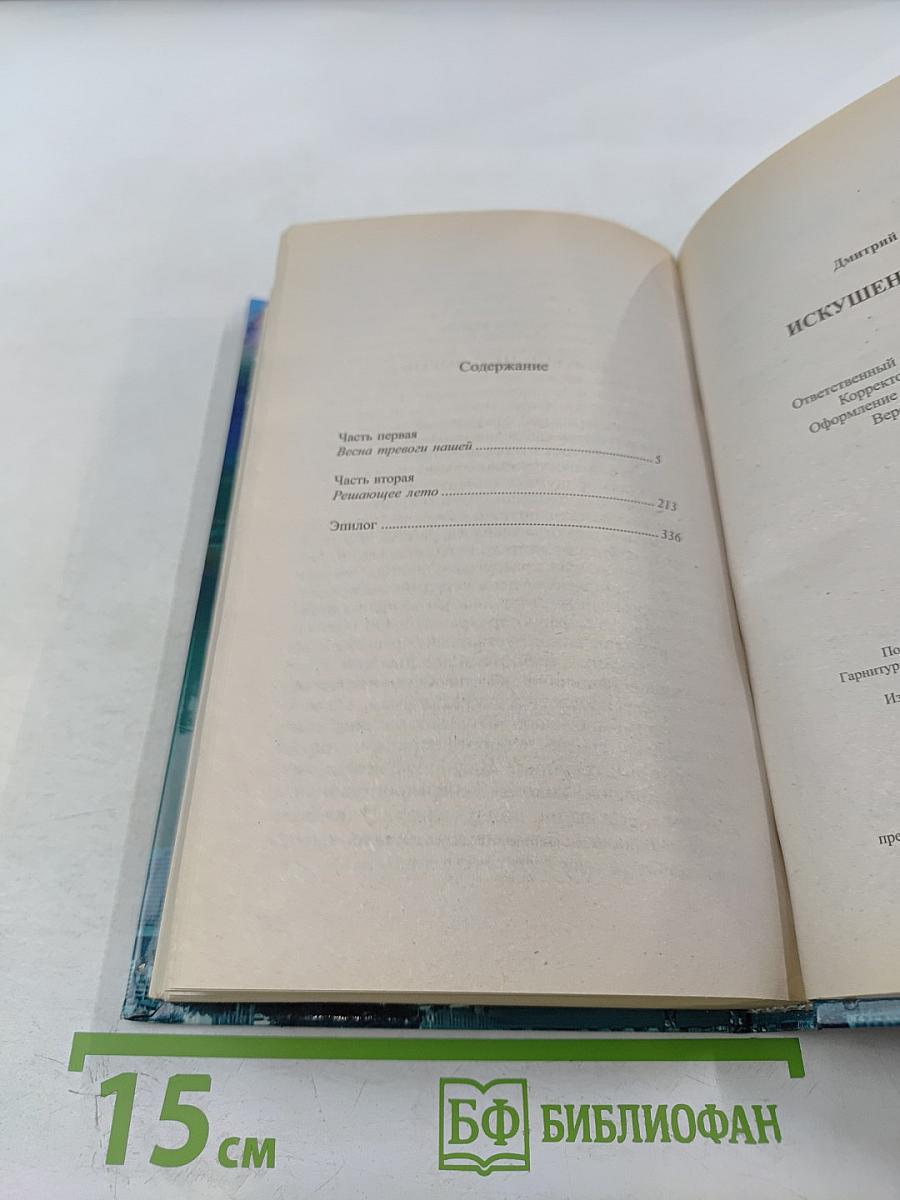 Содержание
Часть первая
Весна тревоги нашей ........ 5
Часть вторая
Решающее лето ........ 213
Эпилог ........ 336
Дмитрий
ИСКУШЕН
Ответственный
Корректо
Оформление
Вер
По
Гарнитур
Из
пре
15 см
БФ БИБЛИОФАН